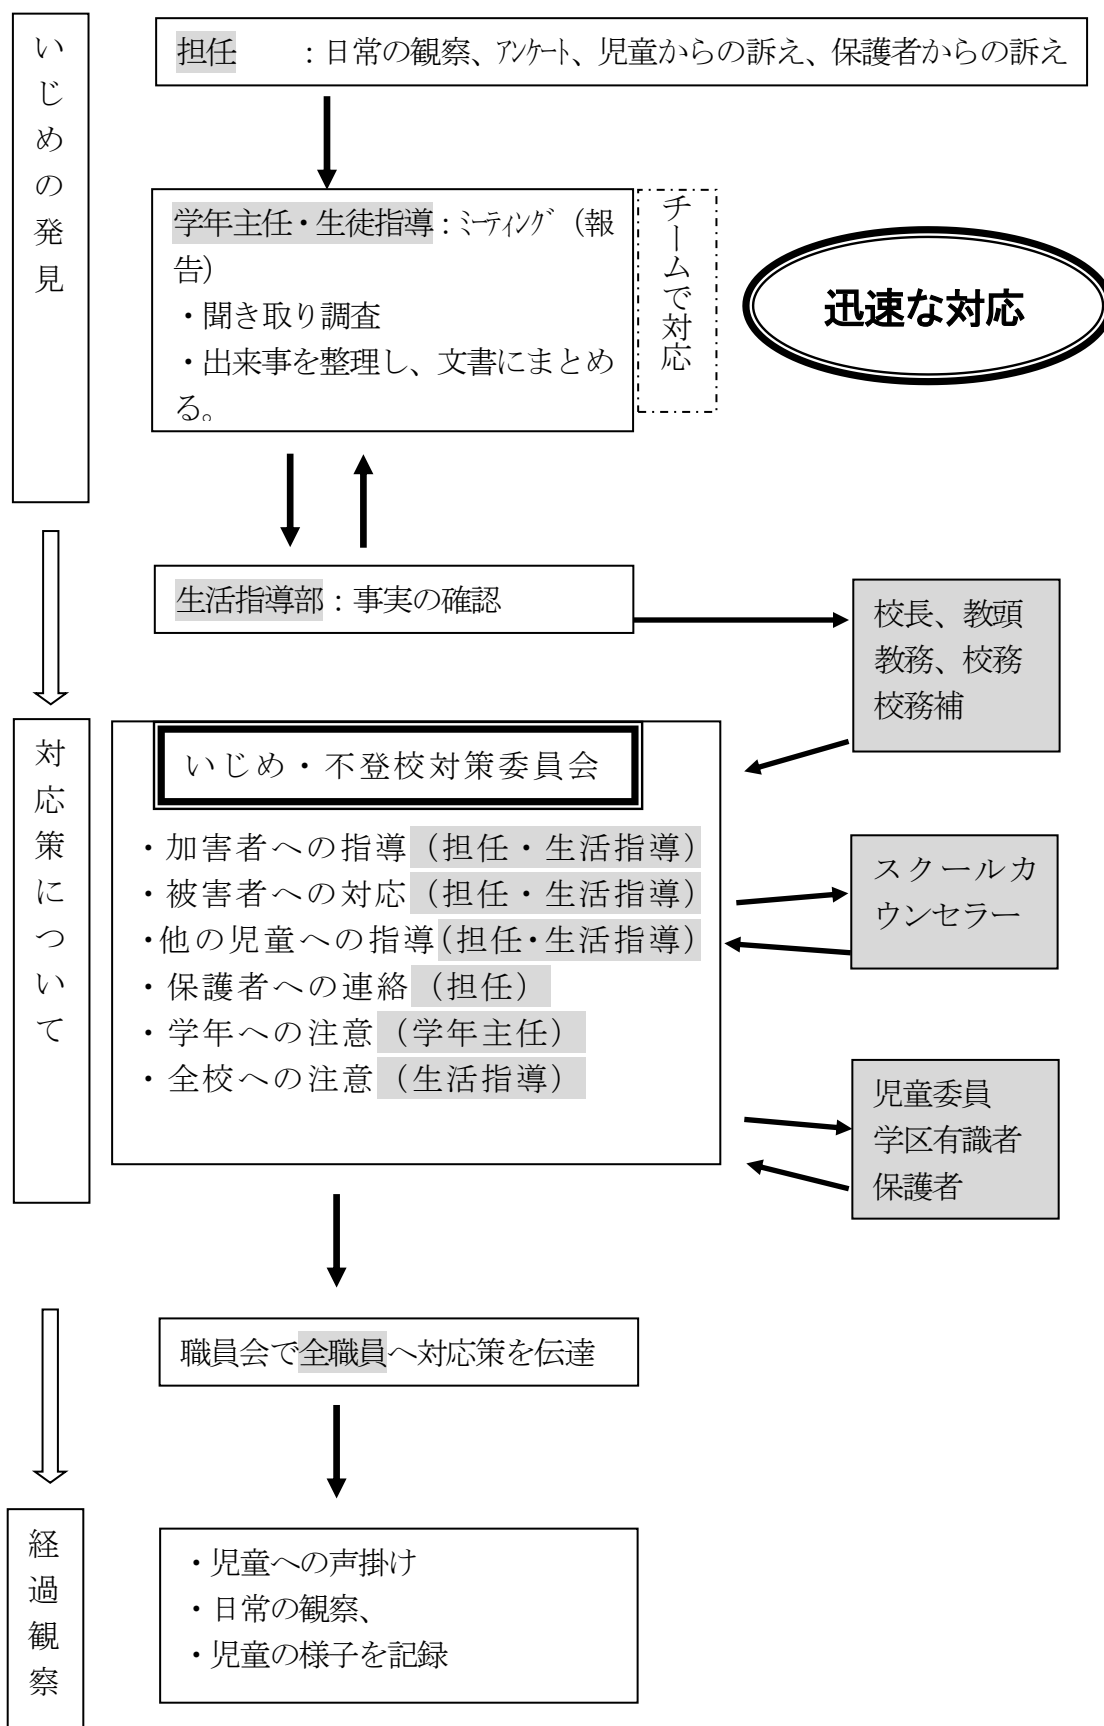 いじめの発見
担任　　：日常の観察、ｱﾝｹｰﾄ、児童からの訴え、保護者からの訴え
学年主任・生徒指導：ﾐｰﾃｨﾝｸﾞ（報
告）
・聞き取り調査
・出来事を整理し、文書にまとめ
る。
チームで対応
迅速な対応
生活指導部：事実の確認
校長、教頭
教務、校務
校務補
対応策について
いじめ・不登校対策委員会
・加害者への指導（担任・生活指導）
・被害者への対応（担任・生活指導）
・他の児童への指導（担任・生活指導）
・保護者への連絡（担任）
・学年への注意（学年主任）
・全校への注意（生活指導）
スクールカ
ウンセラー
児童委員
学区有識者
保護者
職員会で全職員へ対応策を伝達
経過観察
・児童への声掛け
・日常の観察、
・児童の様子を記録